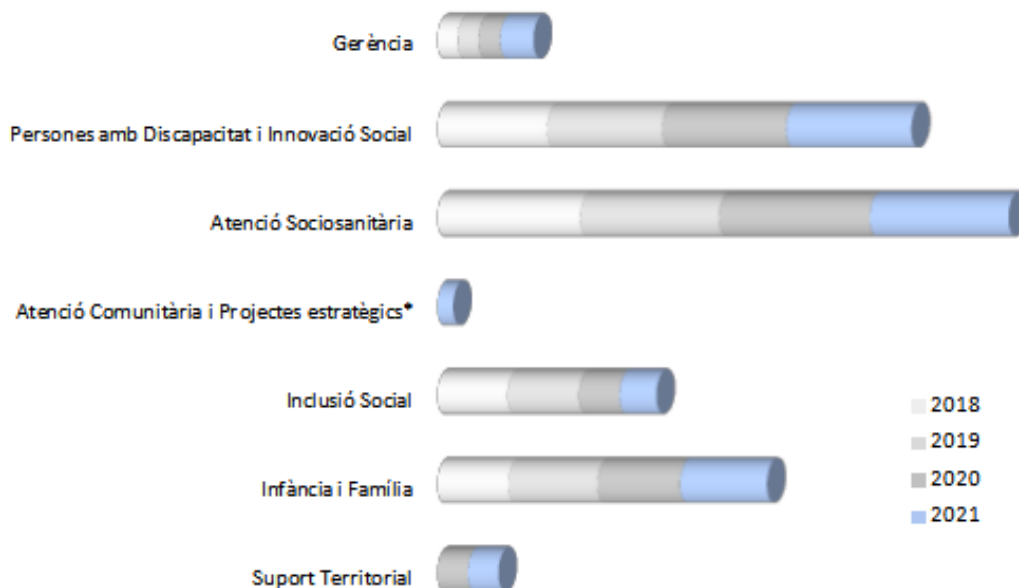 Gerència
Persones amb Discapacitat i Innovació Social
Atenció Sociosanitària
Atenció Comunitària i Projectes estratègics*
Inclusió Social
Infància i Família
Suport Territorial
2018
2019
2020
2021